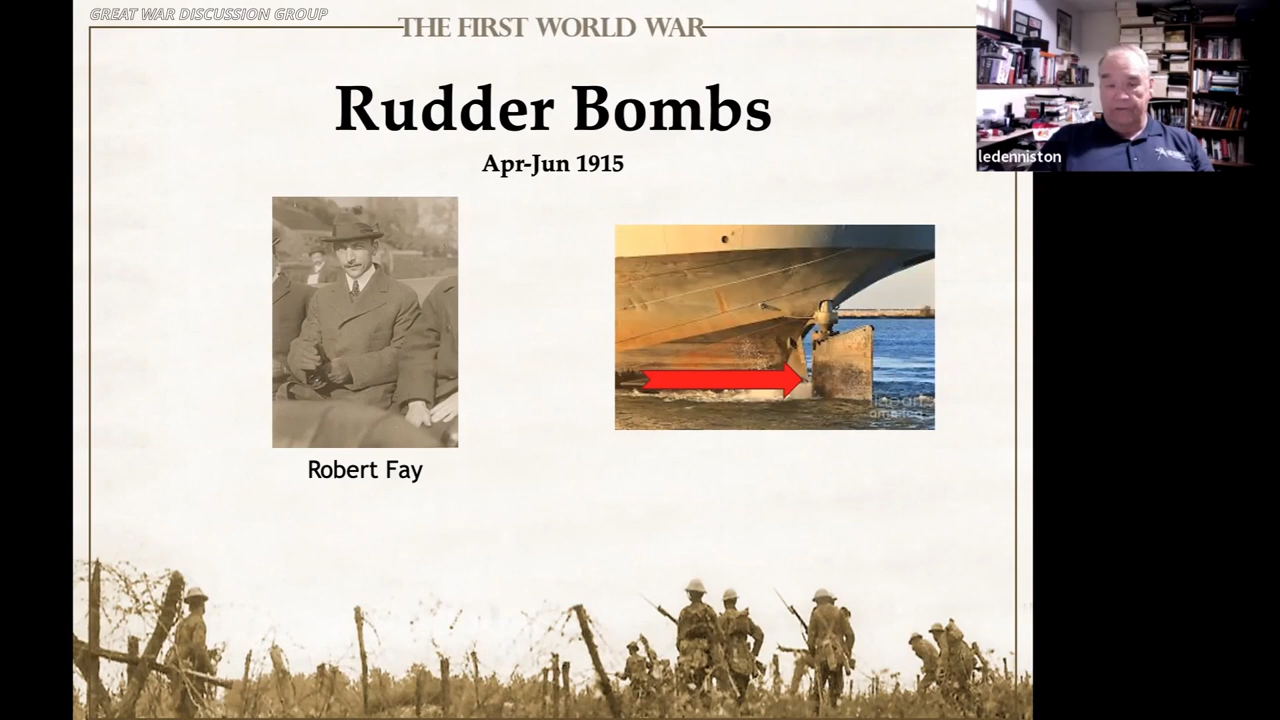 GREAT WAR DISCUSSION GROUP
THE FIRST WORLD WAR
Rudder Bombs
Apr-Jun 1915
ledenniston
Robert Fay